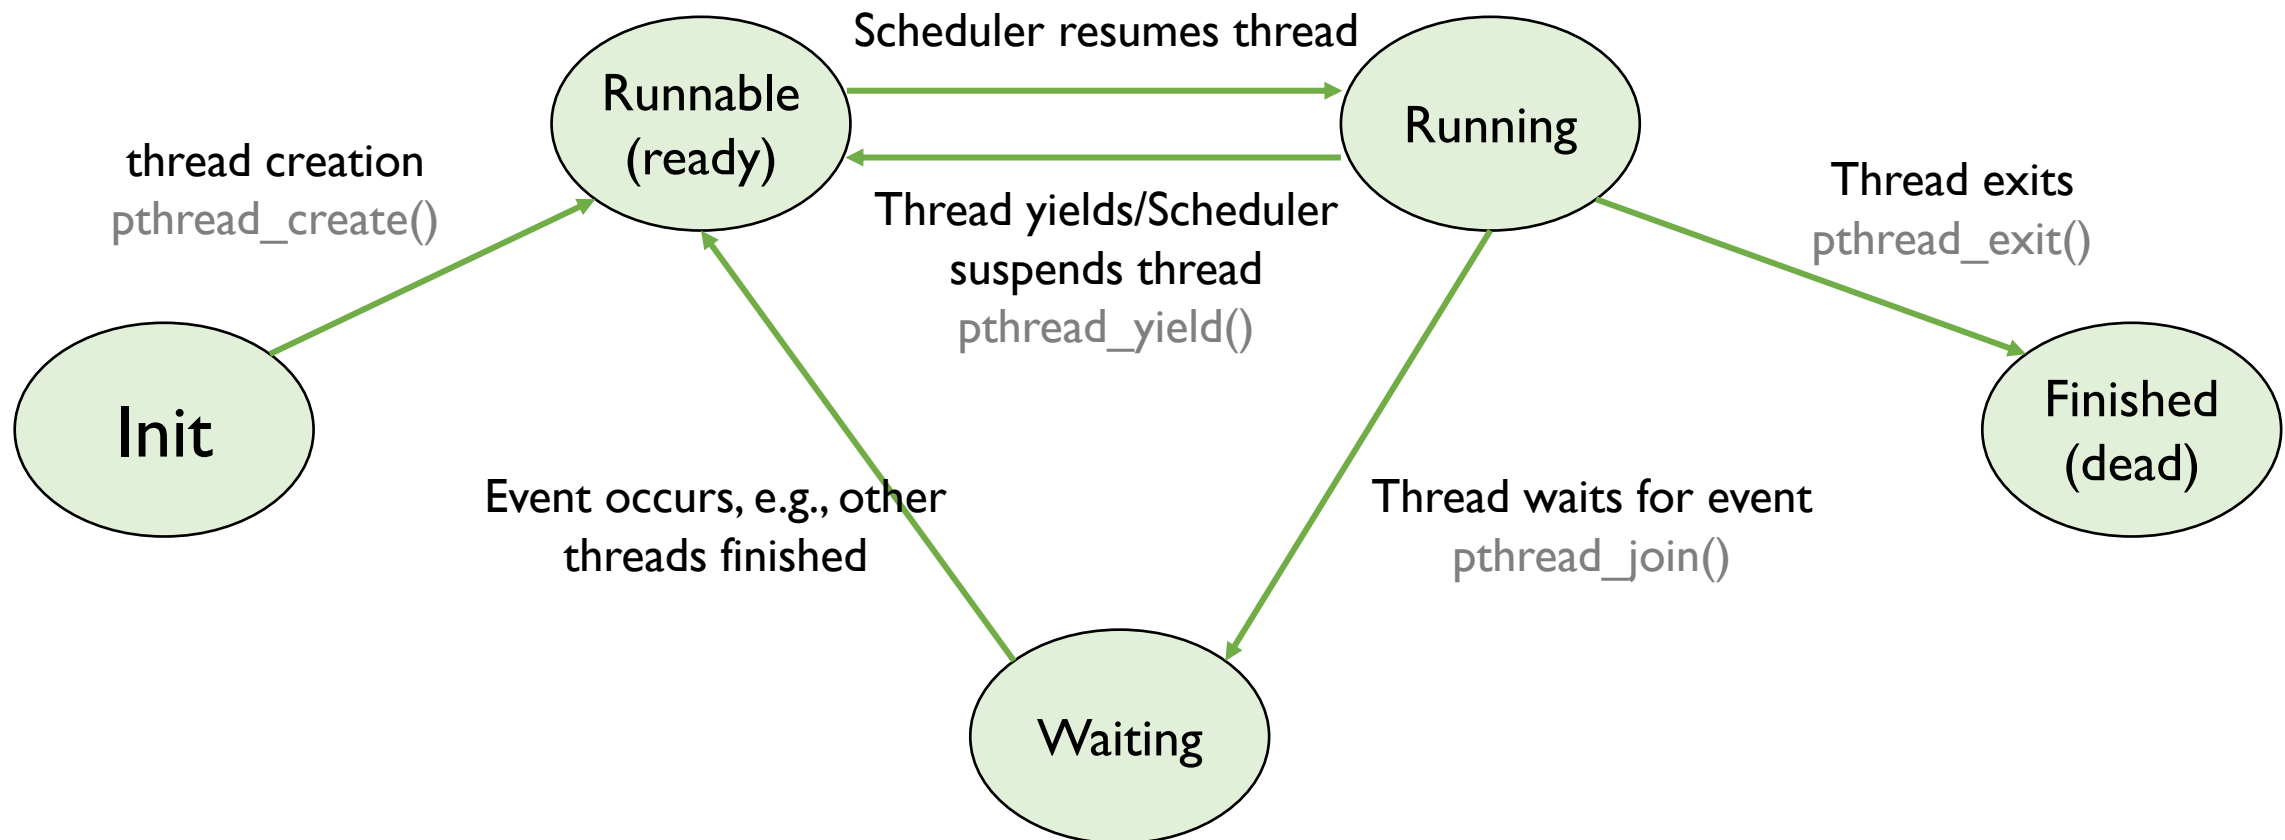 Scheduler resumes thread
Runnable
(ready)
Running
thread creation
pthread_create()
Thread yields/Scheduler
suspends thread
pthread_yield()
Thread exits
pthread_exit()
Init
Finished
(dead)
Event occurs, e.g., other
threads finished
Thread waits for event
pthread_join()
Waiting